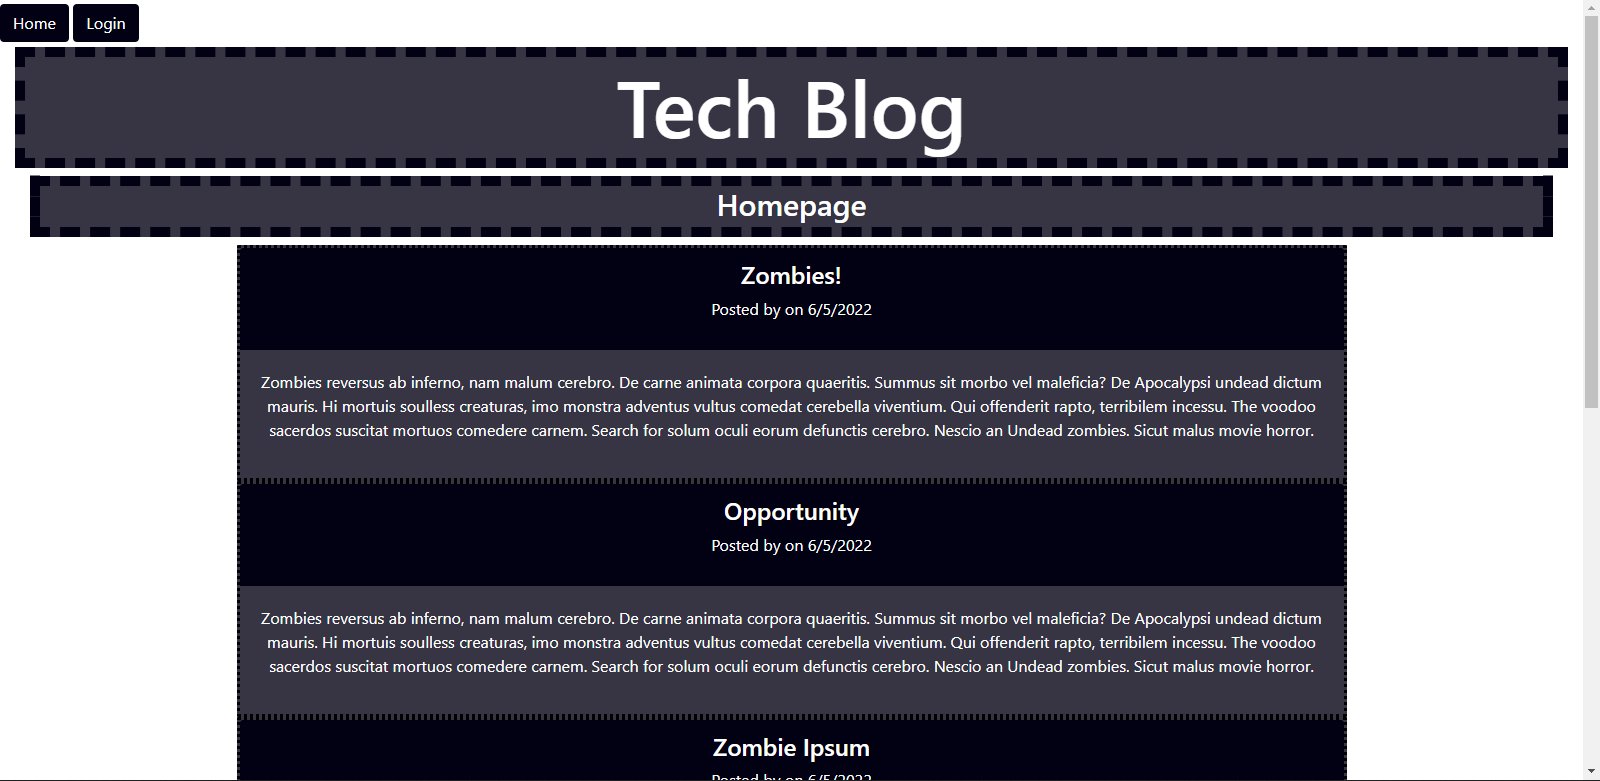 Home Login
Tech Blog
Homepage
Zombies!
Posted by on 6/5/2022
Zombies reversus ab inferno, nam malum cerebro. De carne animata corpora quaeritis. Summus sit morbo vel maleficia? De Apocalypsi undead dictum
mauris. Hi mortuis soulless creaturas, imo monstra adventus vultus comedat cerebella viventium. Qui offenderit rapto, terribilem incessu. The voodoo
sacerdos suscitat mortuos comedere carnem. Search for solum oculi eorum defunctis cerebro. Nescio an Undead zombies. Sicut malus movie horror.
Opportunity
Posted by on 6/5/2022
Zombies reversus ab inferno, nam malum cerebro. De carne animata corpora quaeritis. Summus sit morbo vel maleficia? De Apocalypsi undead dictum
mauris. Hi mortuis soulless creaturas, imo monstra adventus vultus comedat cerebella viventium. Qui offenderit rapto, terribilem incessu. The voodoo
sacerdos suscitat mortuos comedere carnem. Search for solum oculi eorum defunctis cerebro. Nescio an Undead zombies. Sicut malus movie horror.
Zombie Ipsum
Posted by on 6/5/2022